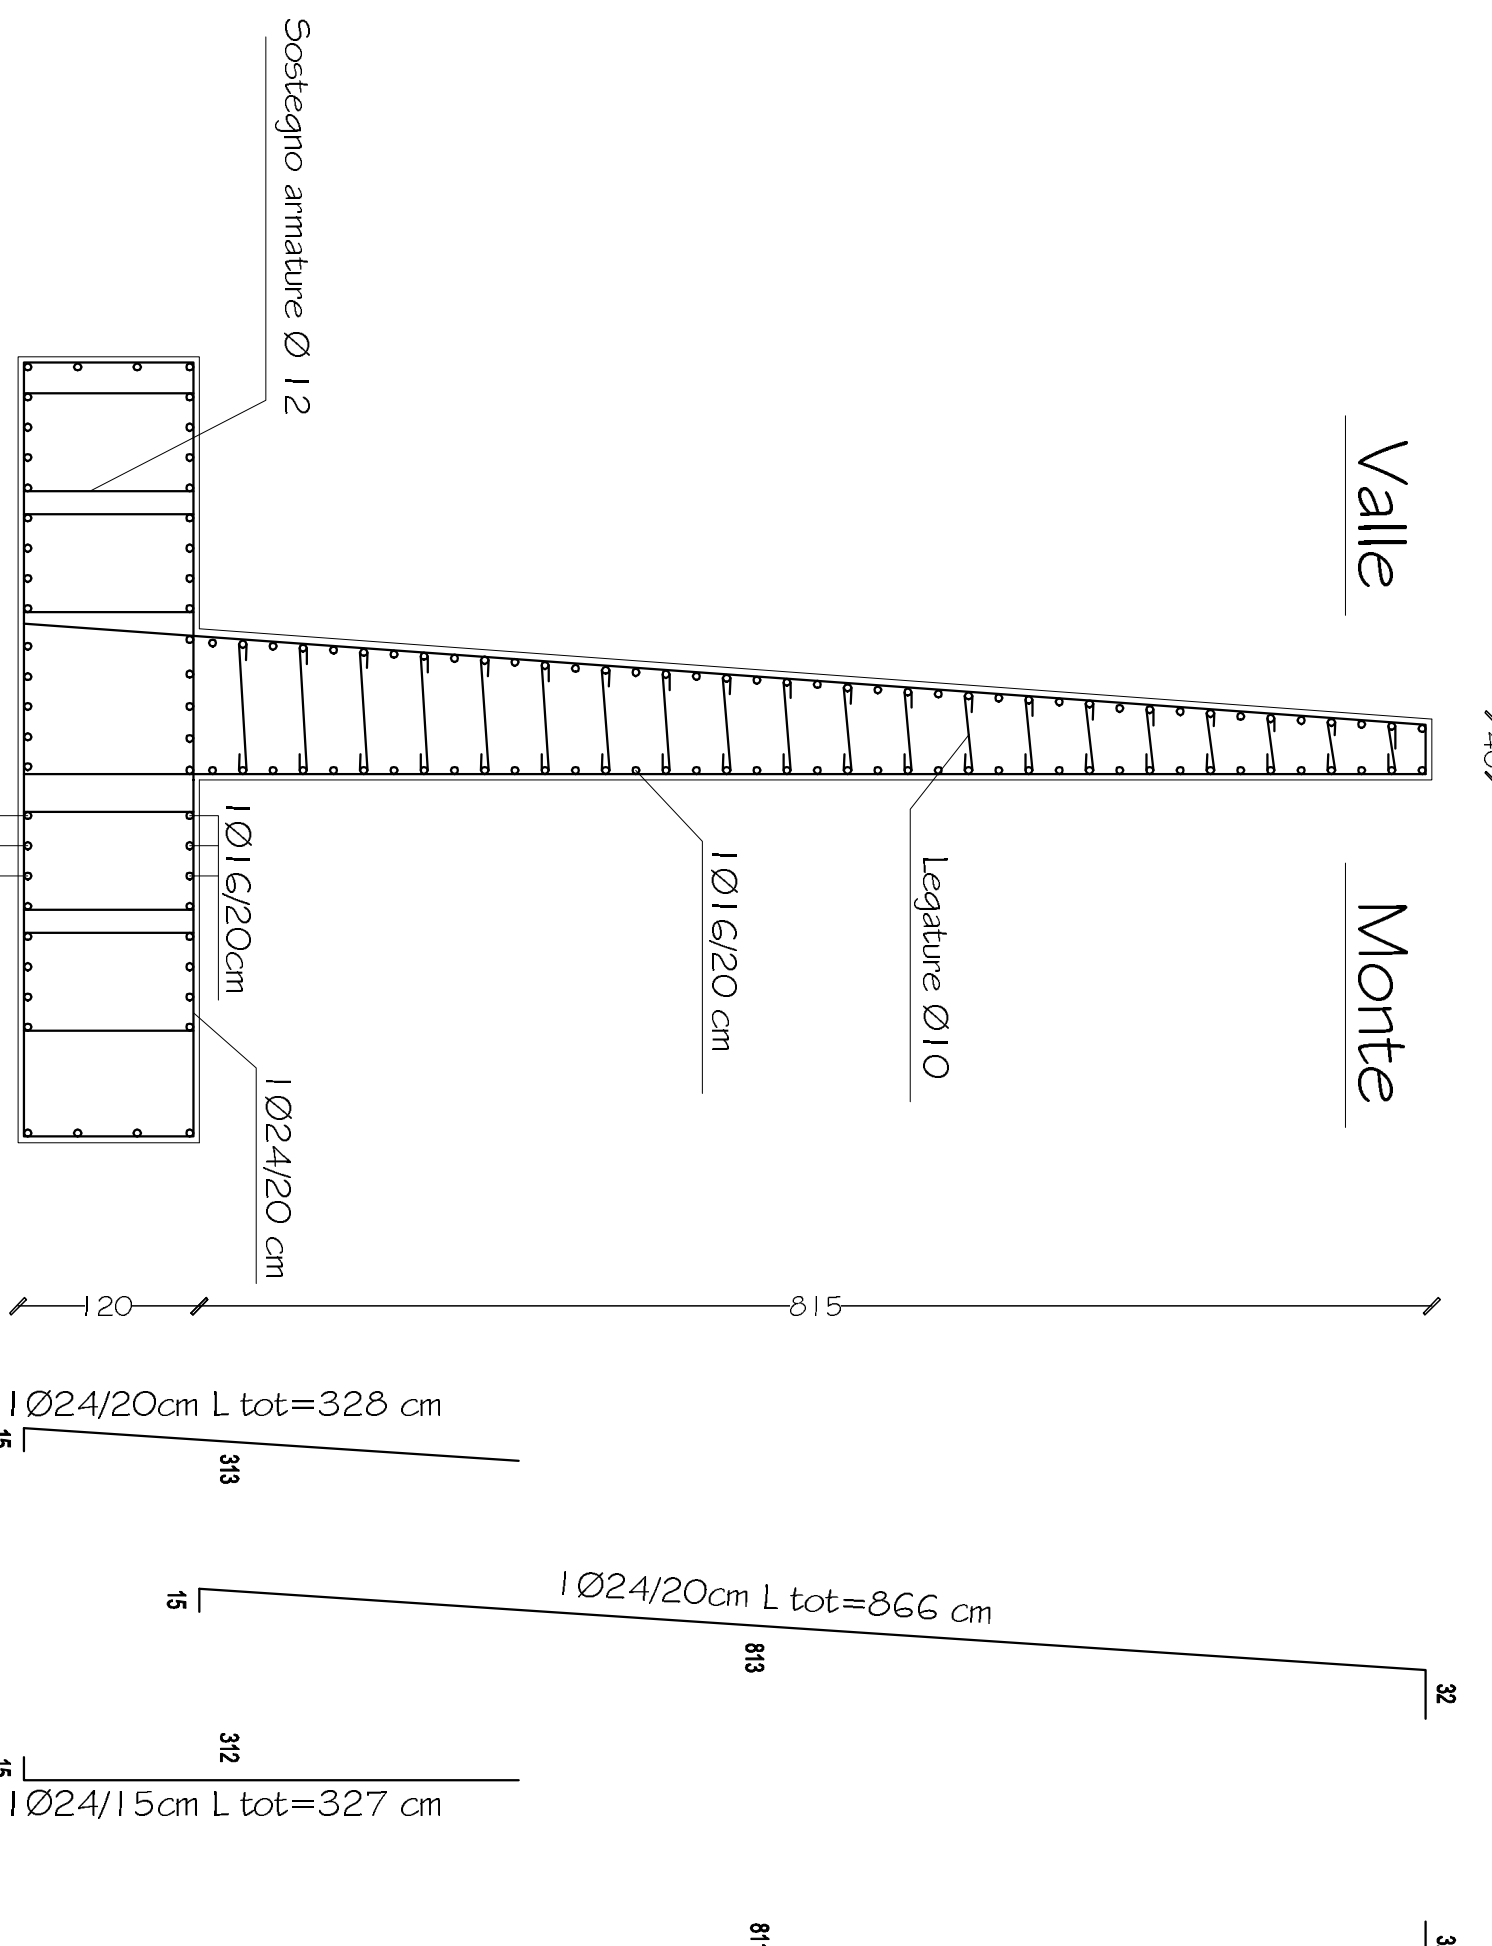 Valle
Monte
Sostegno armature Ø 12
Legature Ø10
1Ø16/20 cm
1Ø16/20cm
1Ø24/20 cm
120
815
1Ø24/20cm L tot=328 cm
15
313
1Ø24/20cm L tot=866 cm
15
813
32
312
15
1Ø24/15cm L tot=327 cm